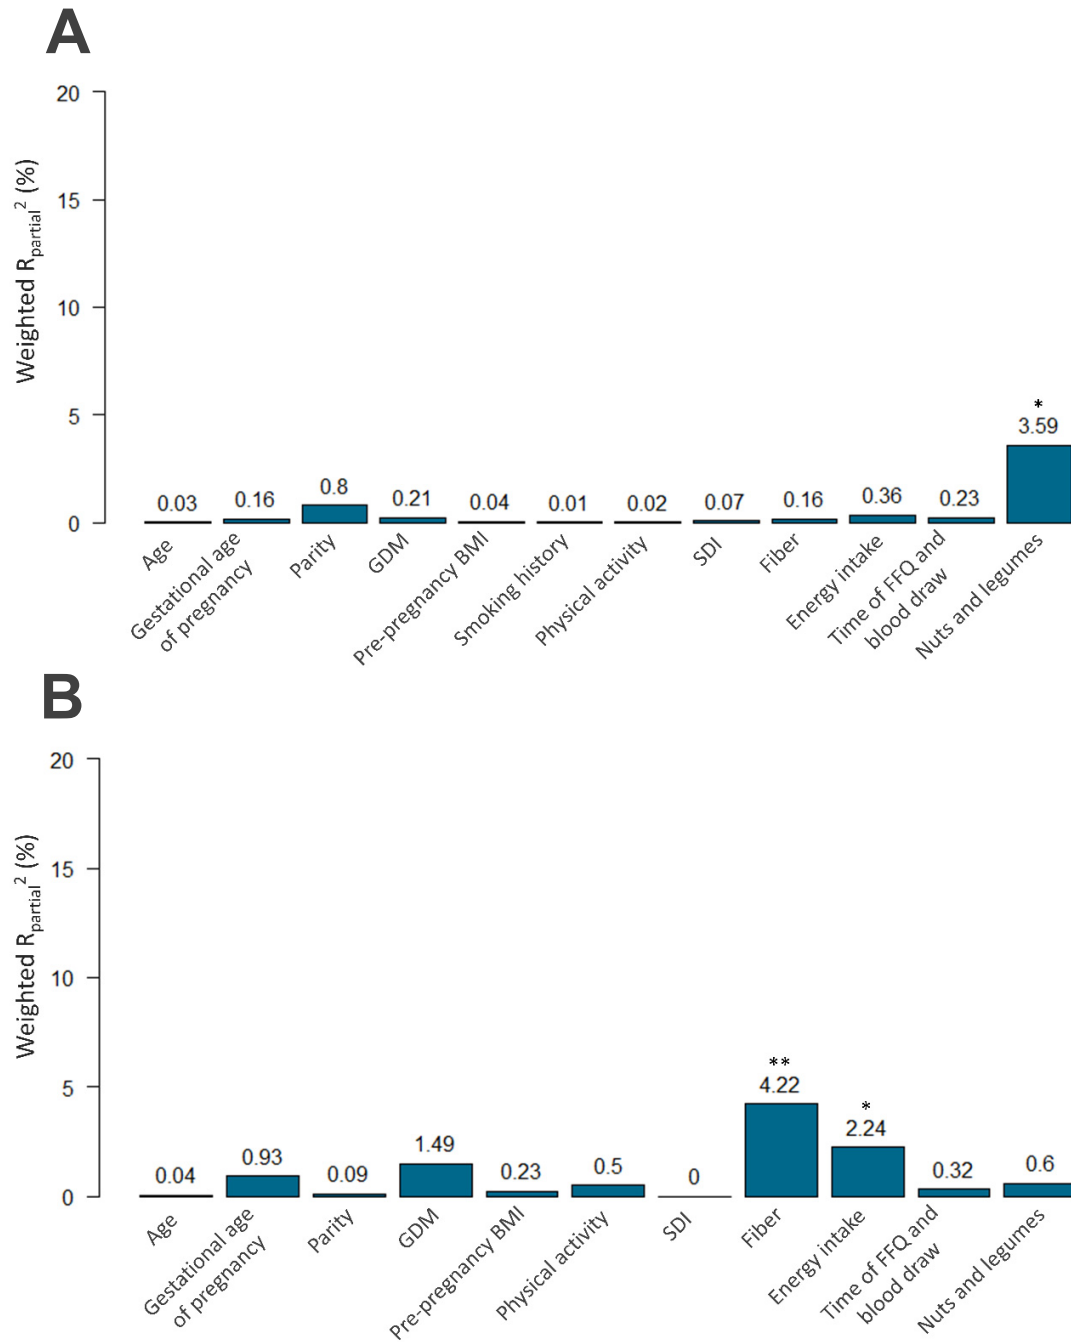 A
Weighted Rpartial2 (%)
20
15
10
5
0
0.03
0.16
0.8
0.21
0.04
0.01
0.02
0.07
0.16
0.36
0.23
*
3.59
Age
Gestational age
of pregnancy
Parity
GDM
Pre-pregnancy BMI
Smoking history
Physical activity
SDI
Fiber
Energy intake
Time of FFQ and
blood draw
Nuts and legumes
B
Weighted Rpartial2 (%)
20
15
10
5
0
0.04
0.93
0.09
1.49
0.23
0.5
0
**
4.22
*
2.24
0.32
0.6
Age
Gestational age
of pregnancy
Parity
GDM
Pre-pregnancy BMI
Physical activity
SDI
Fiber
Energy intake
Time of FFQ and
blood draw
Nuts and legumes